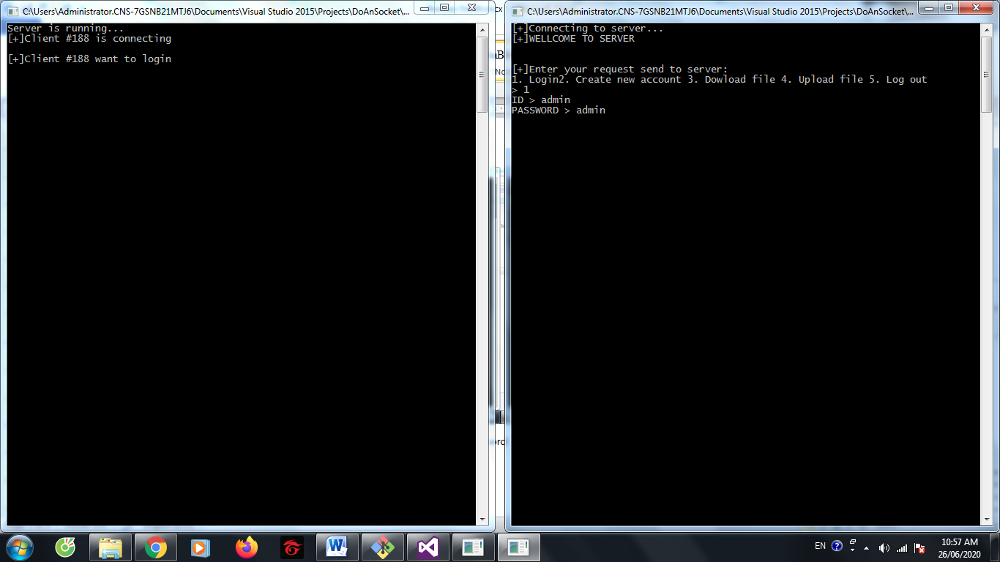 C:\Users\Administrator.CNS-7GSNB21MTJ6\Documents\Visual Studio 2015\Projects\DoAnSocket\...
Server is running...
[+]Client #188 is connecting
[+]Client #188 want to login
C:\Users\Administrator.CNS-7GSNB21MTJ6\Documents\Visual Studio 2015\Projects\DoAnSocket\...
[+]Connecting to server...
[+]WELLCOME TO SERVER
[+]Enter your request send to server:
1. Login2. Create new account 3. Dowload file 4. Upload file 5. Log out
> 1
ID > admin
PASSWORD > admin
EN
10:57 AM
26/06/2020